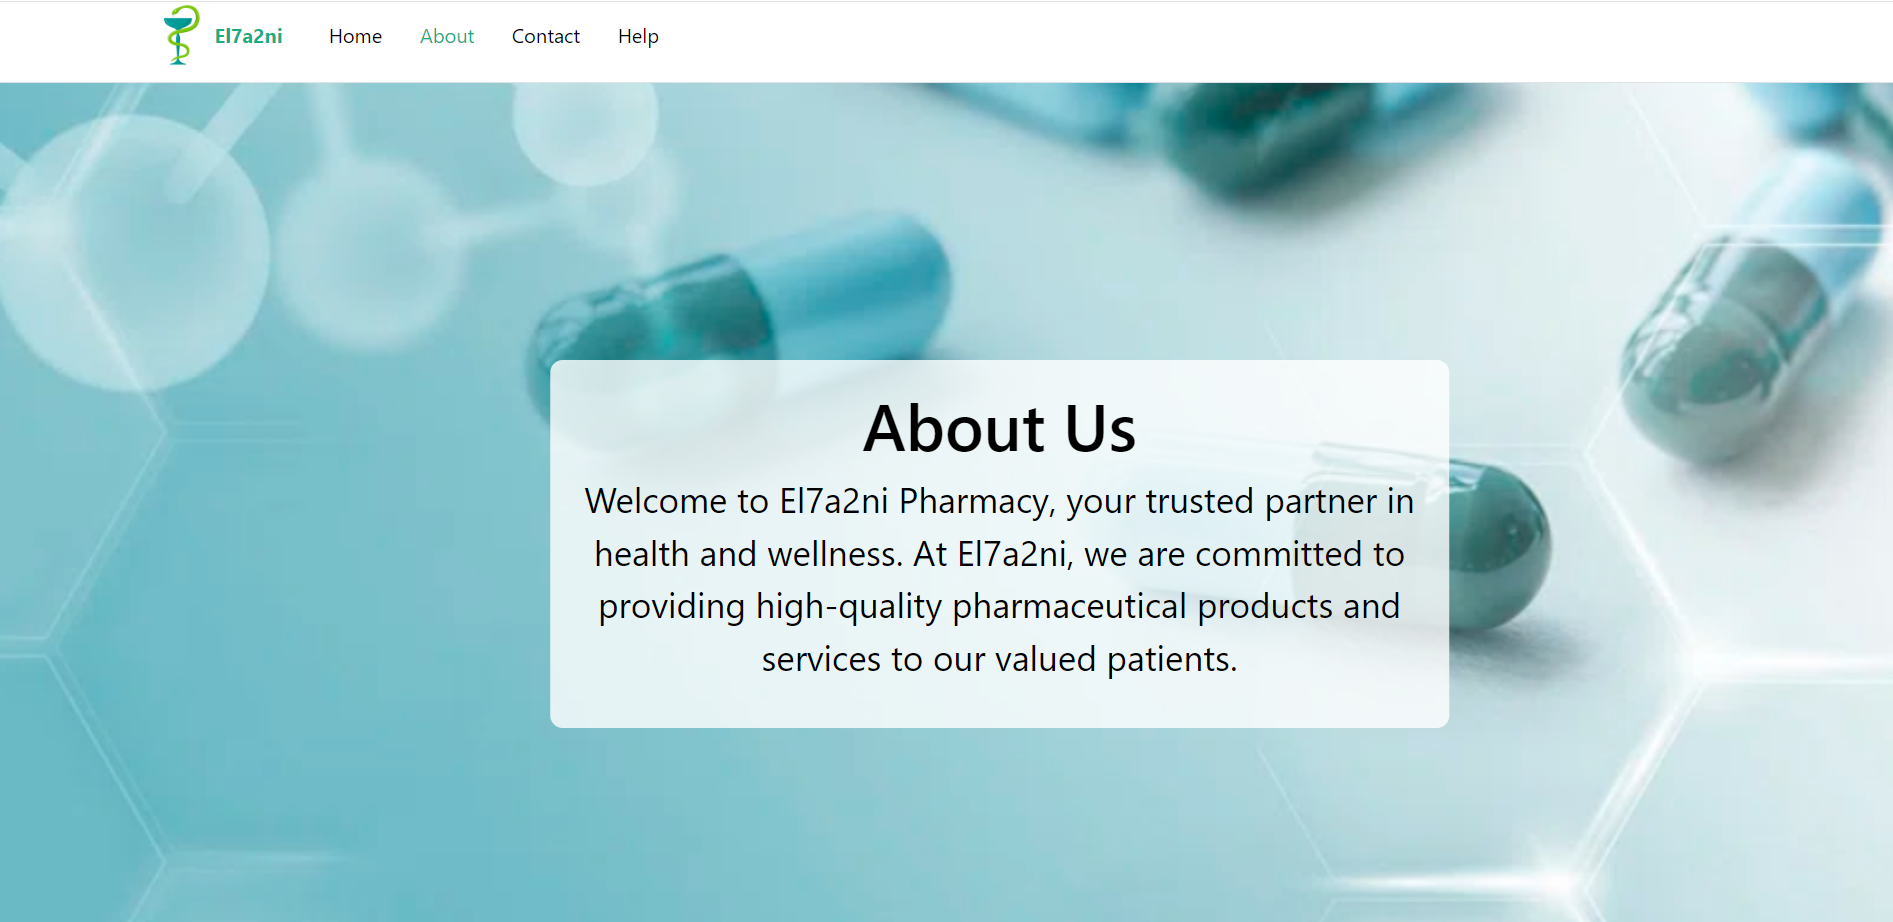 El7a2ni
Home
About
Contact
Help
About Us
Welcome to El7a2ni Pharmacy, your trusted partner in
health and wellness. At El7a2ni, we are committed to
providing high-quality pharmaceutical products and
services to our valued patients.